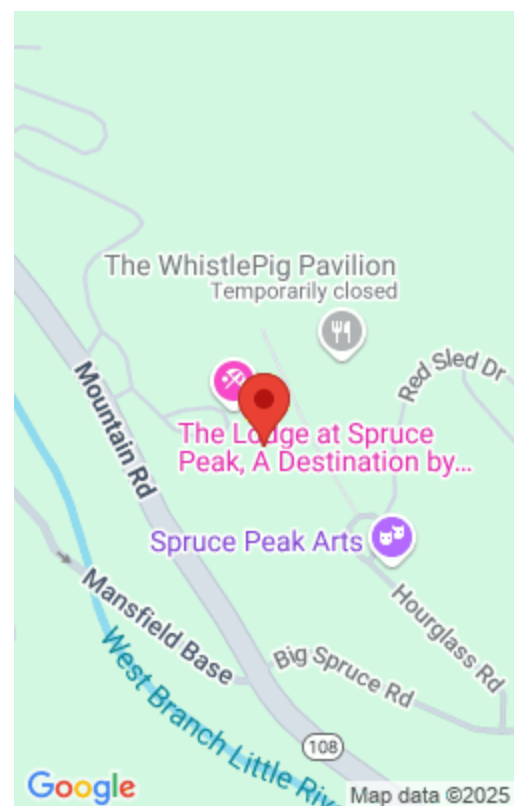 The WhistlePig Pavilion
Temporarily closed
Red Sled Dr
Mountain Rd
The Lodge at Spruce
Peak, A Destination by...
Spruce Peak Arts
Mansfield Base
Hourglass Rd
Big Spruce Rd
West Branch Little Riv
108
Google
Map data ©2025